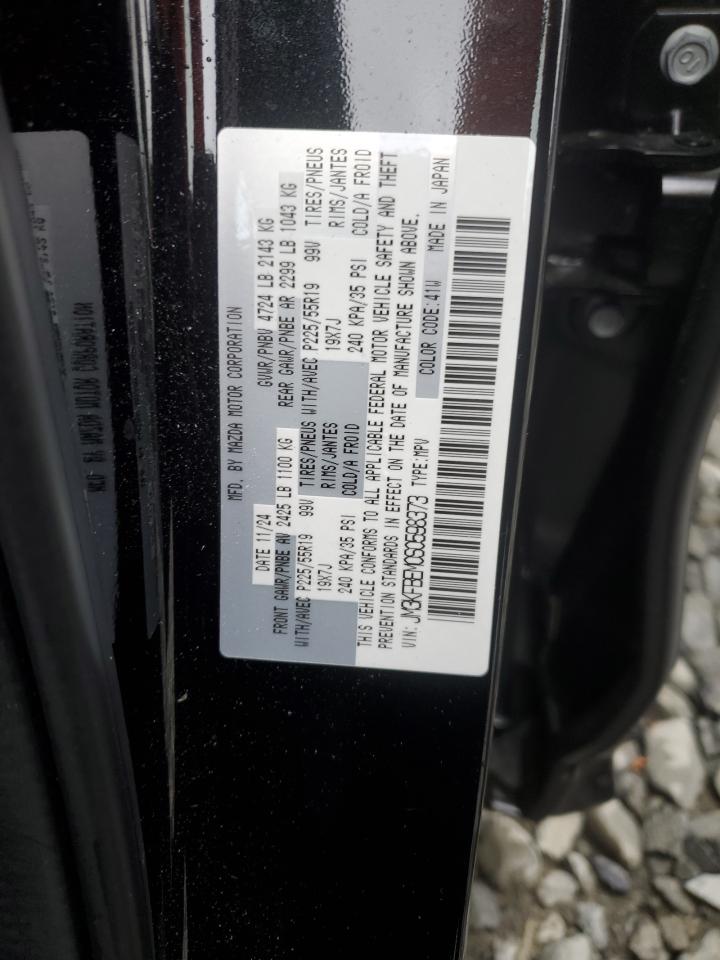 MFD. BY MAZDA MOTOR CORPORATION
DATE 11/24 GVWR/PNBV 4724 LB 2143 KG
FRONT GAWR/PNBE AV 2425 LB 1100 KG REAR GAWR/PNBE AR 2299 LB 1043 KG
WITH/AVEC P225/55R19 99V TIRES/PNEUS WITH/AVEC P225/55R19 99V TIRES/PNEUS
19X7J RIMS/JANTES 19X7J RIMS/JANTES
240 KPA/35 PSI COLD/A FROID 240 KPA/35 PSI COLD/A FROID
THIS VEHICLE CONFORMS TO ALL APPLICABLE FEDERAL MOTOR VEHICLE SAFETY AND THEFT
PREVENTION STANDARDS IN EFFECT ON THE DATE OF MANUFACTURE SHOWN ABOVE.
VIN: JM3KFBEM0S0598373 TYPE:MPV COLOR CODE:41W MADE IN JAPAN